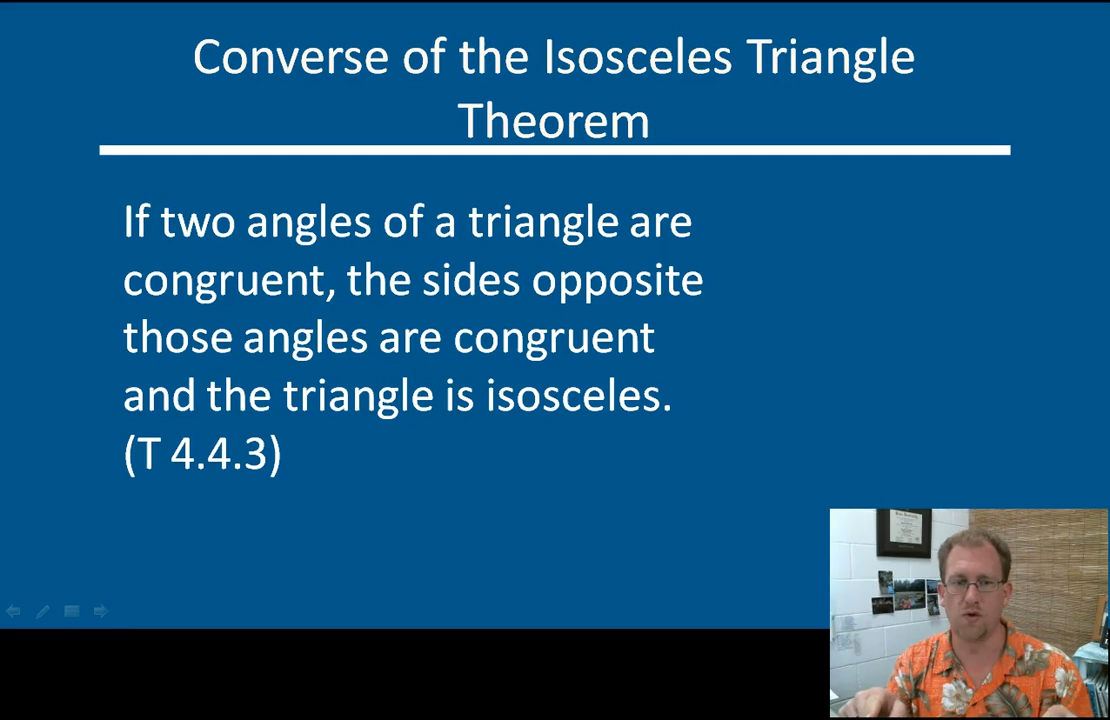 Converse of the Isosceles Triangle
Theorem
If two angles of a triangle are
congruent, the sides opposite
those angles are congruent
and the triangle is isosceles.
(T 4.4.3)